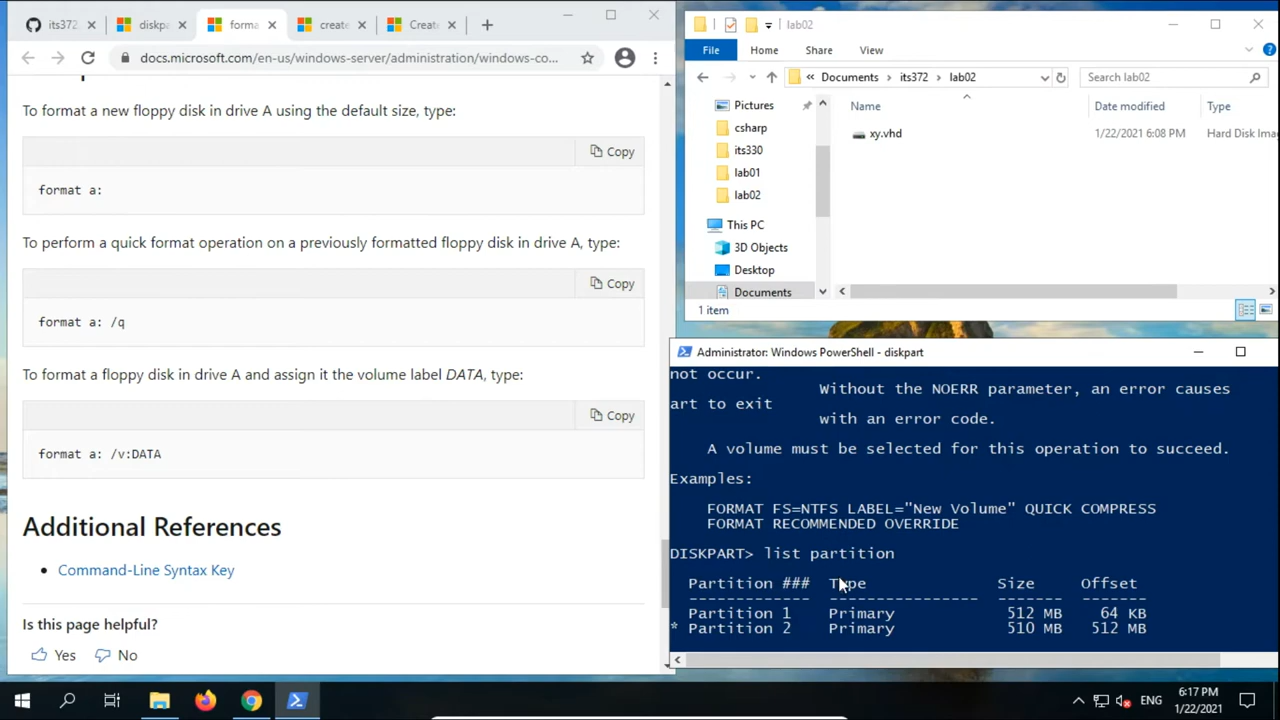 its372
diskpa
forma
create
Create
docs.microsoft.com/en-us/windows-server/administration/windows-co...
To format a new floppy disk in drive A using the default size, type:
Copy
format a:
To perform a quick format operation on a previously formatted floppy disk in drive A, type:
Copy
format a: /q
To format a floppy disk in drive A and assign it the volume label DATA, type:
Copy
format a: /v:DATA
Additional References
Command-Line Syntax Key
Is this page helpful?
Yes No
lab02
File Home Share View
« Documents › its372 › lab02
Search lab02
Pictures
csharp
its330
lab01
lab02
This PC
3D Objects
Desktop
Documents
Name Date modified Type
xy.vhd 1/22/2021 6:08 PM Hard Disk Ima
1 item
Administrator: Windows PowerShell - diskpart
not occur.
Without the NOERR parameter, an error causes
art to exit
with an error code.
A volume must be selected for this operation to succeed.
Examples:
FORMAT FS=NTFS LABEL="New Volume" QUICK COMPRESS
FORMAT RECOMMENDED OVERRIDE
DISKPART> list partition
Partition ### Type Size Offset
------------- ---------------- ------- -------
Partition 1 Primary 512 MB 64 KB
* Partition 2 Primary 510 MB 512 MB
ENG
6:17 PM
1/22/2021